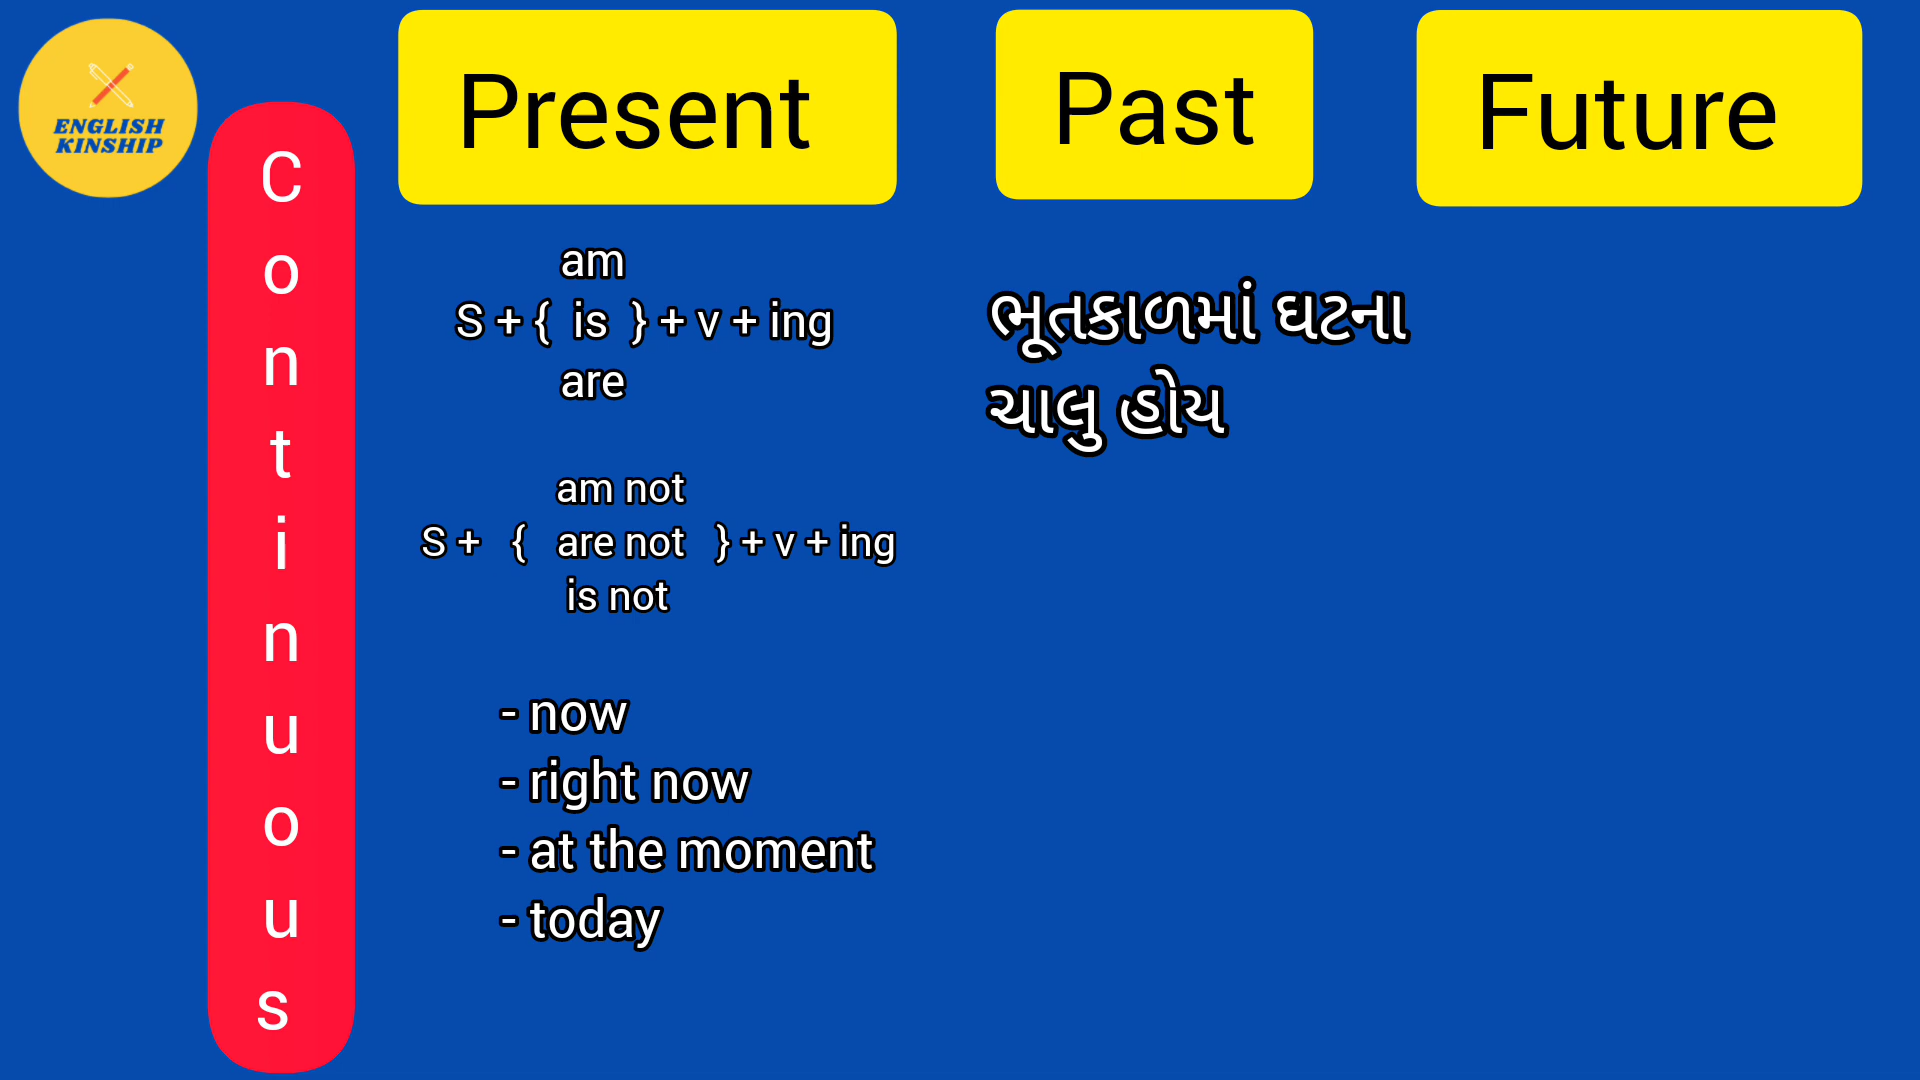 ENGLISH
KINSHIP
Continuous
Present
Past
Future
am
S + { is } + v + ing
are
am not
S + { are not } + v + ing
is not
- now
- right now
- at the moment
- today
ભૂતકાળમાં ઘટના
ચાલુ હોય